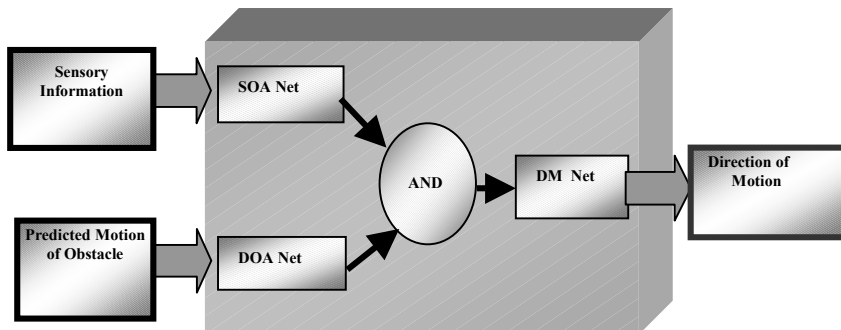 Sensory
Information
SOA Net
AND
DM Net
Direction of
Motion
Predicted Motion
of Obstacle
DOA Net